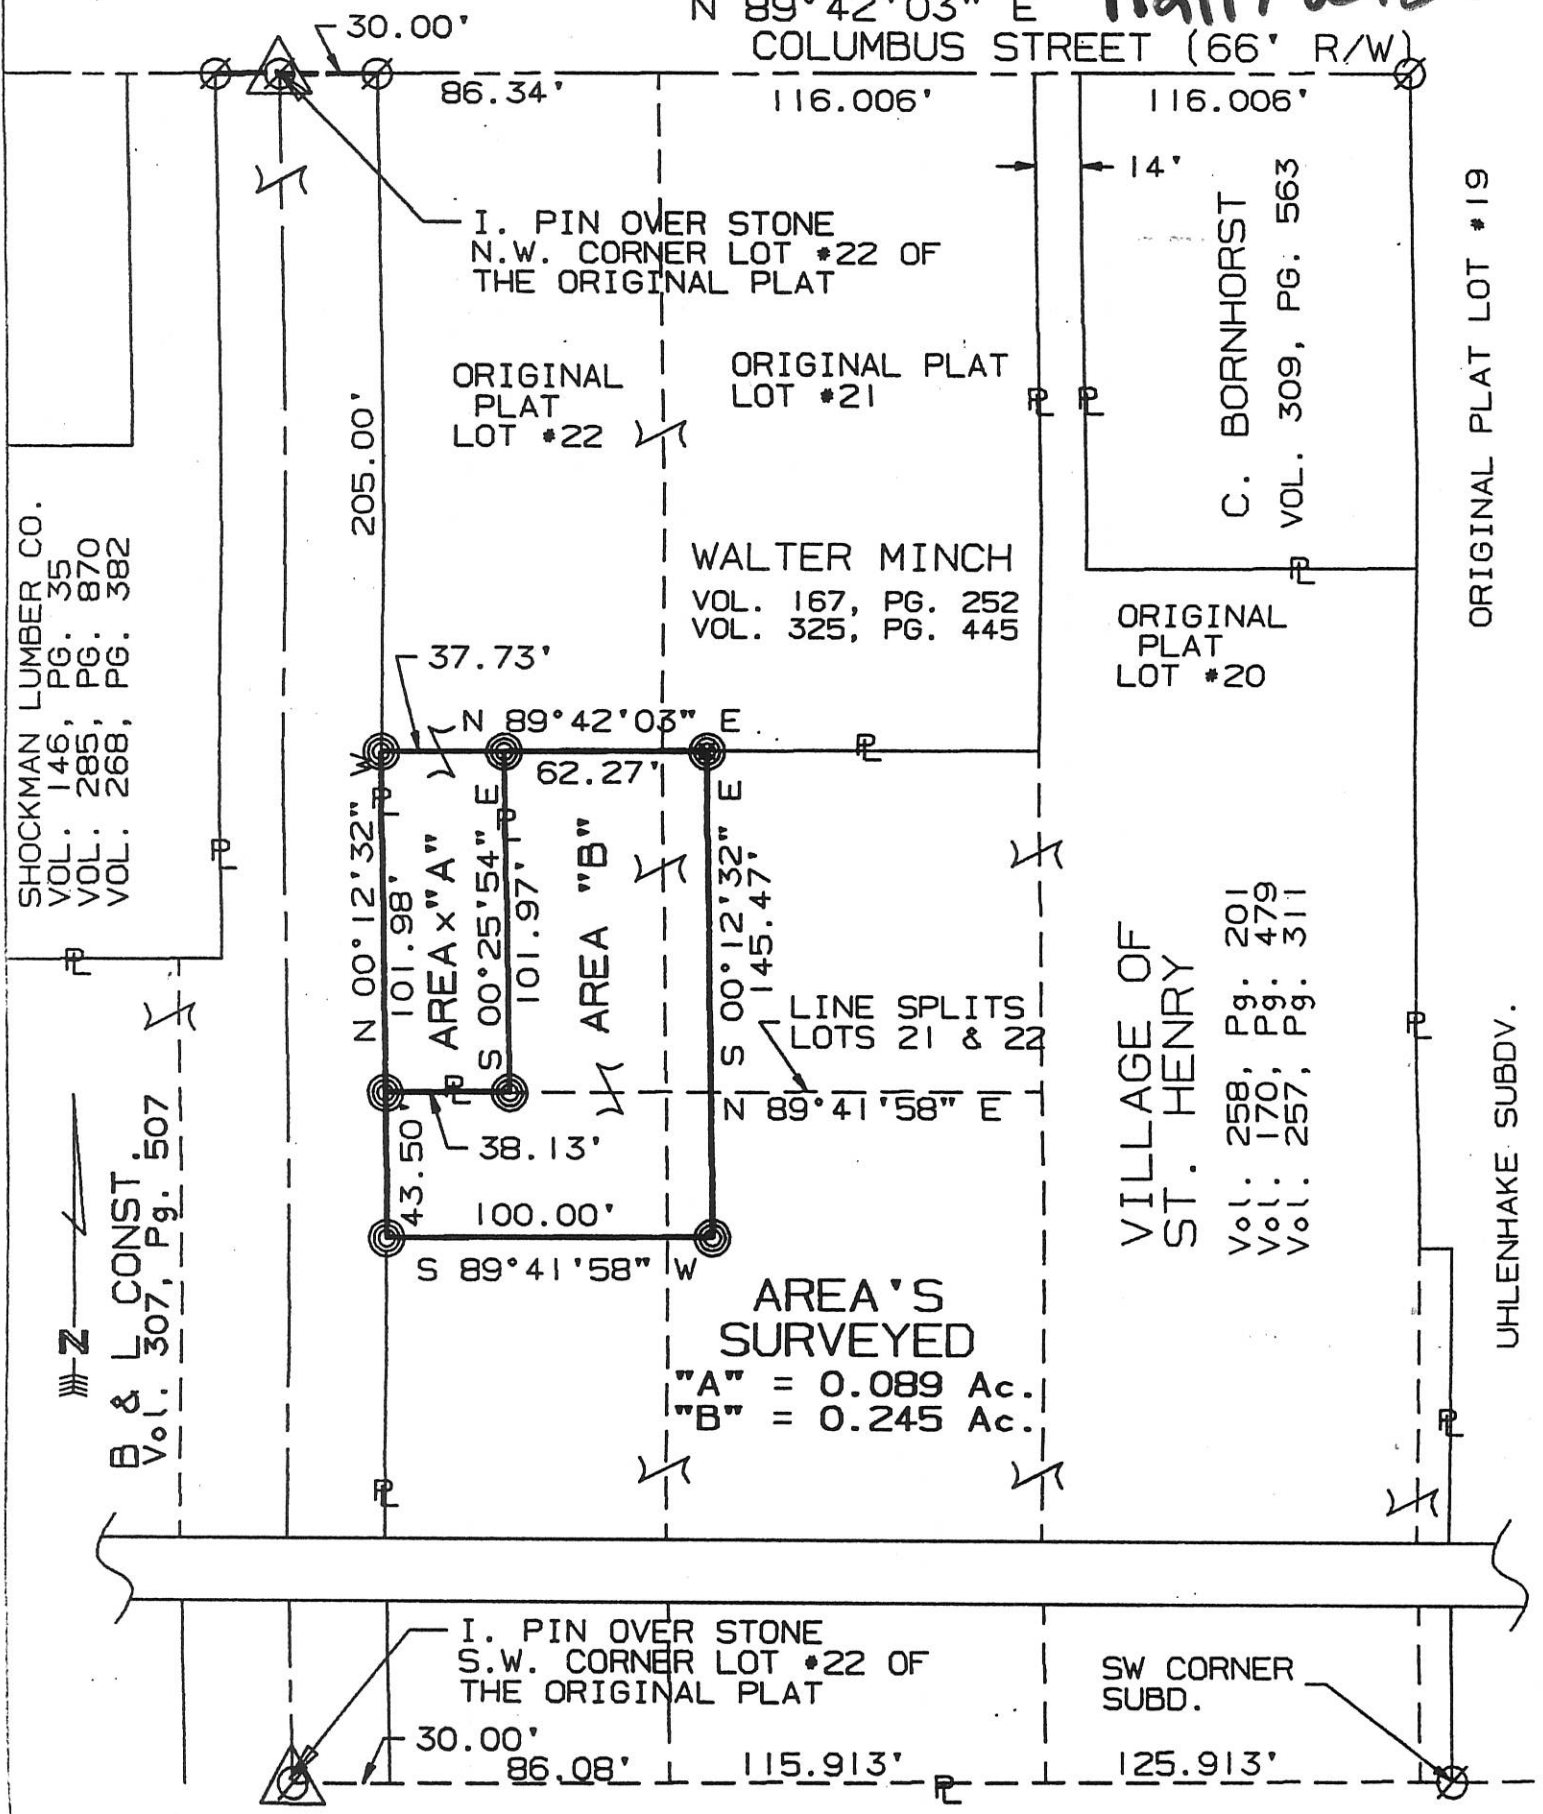 N 89°42'03" E
COLUMBUS STREET (66' R/W)
30.00'
86.34'
116.006'
116.006'
14'
I. PIN OVER STONE
N.W. CORNER LOT #22 OF
THE ORIGINAL PLAT
ORIGINAL
PLAT
LOT #22
ORIGINAL PLAT
LOT #21
C. BORNHORST
VOL. 309, PG. 563
ORIGINAL PLAT LOT #19
205.00'
SHOCKMAN LUMBER CO.
VOL. 146, PG. 35
VOL. 285, PG. 870
VOL. 268, PG. 382
WALTER MINCH
VOL. 167, PG. 252
VOL. 325, PG. 445
ORIGINAL
PLAT
LOT #20
37.73'
N 89°42'03" E
62.27'
N 00°12'32" W
101.98'
AREA "A"
S 00°25'54" E
101.97'
AREA "B"
S 00°12'32" E
145.47'
LINE SPLITS
LOTS 21 & 22
N 89°41'58" E
38.13'
43.50'
100.00'
S 89°41'58" W
VILLAGE OF
ST. HENRY
Vol. 258, Pg. 201
Vol. 170, Pg. 479
Vol. 257, Pg. 311
UHLENHAKE SUBDV.
B & L CONST.
Vol. 307, Pg. 507
N
AREA'S
SURVEYED
"A" = 0.089 Ac.
"B" = 0.245 Ac.
I. PIN OVER STONE
S.W. CORNER LOT #22 OF
THE ORIGINAL PLAT
SW CORNER
SUBD.
30.00'
86.08'
115.913'
125.913'